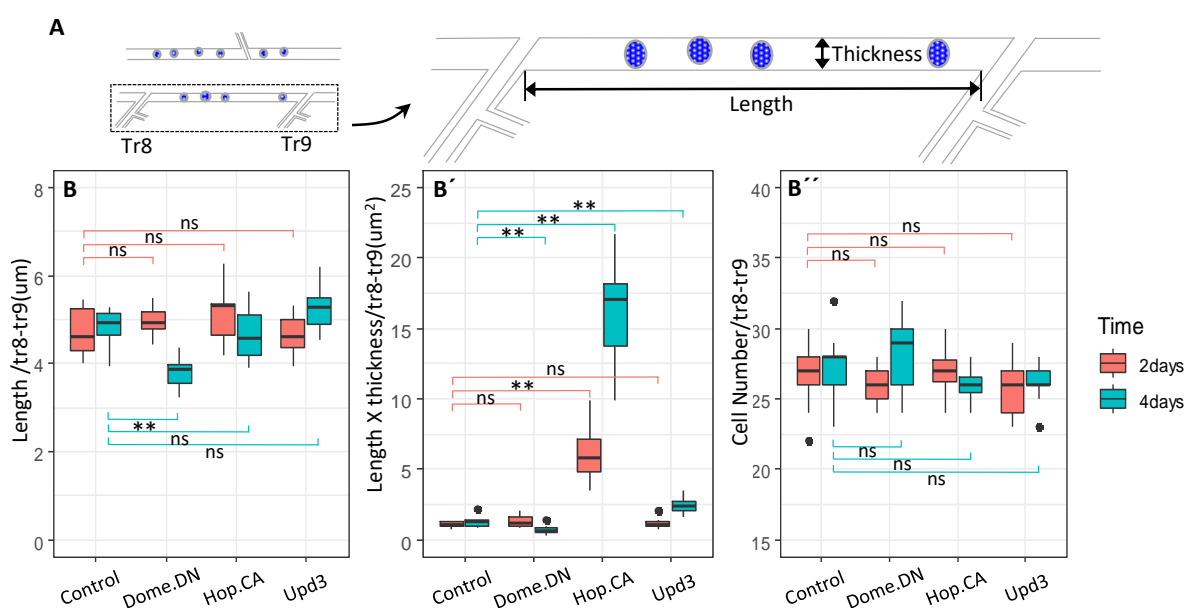 A
Thickness
Length
Tr8
Tr9
B
Length /tr8-tr9(um)
8
6
4
2
0
ns
ns
ns
**
ns
ns
Control
Dome.DN
Hop.CA
Upd3
B´
Length X thickness/tr8-tr9(um²)
25
20
15
10
5
0
**
**
**
ns
**
ns
Control
Dome.DN
Hop.CA
Upd3
B´´
Cell Number/tr8-tr9
40
35
30
25
20
15
ns
ns
ns
ns
ns
ns
Control
Dome.DN
Hop.CA
Upd3
Time
2days
4days